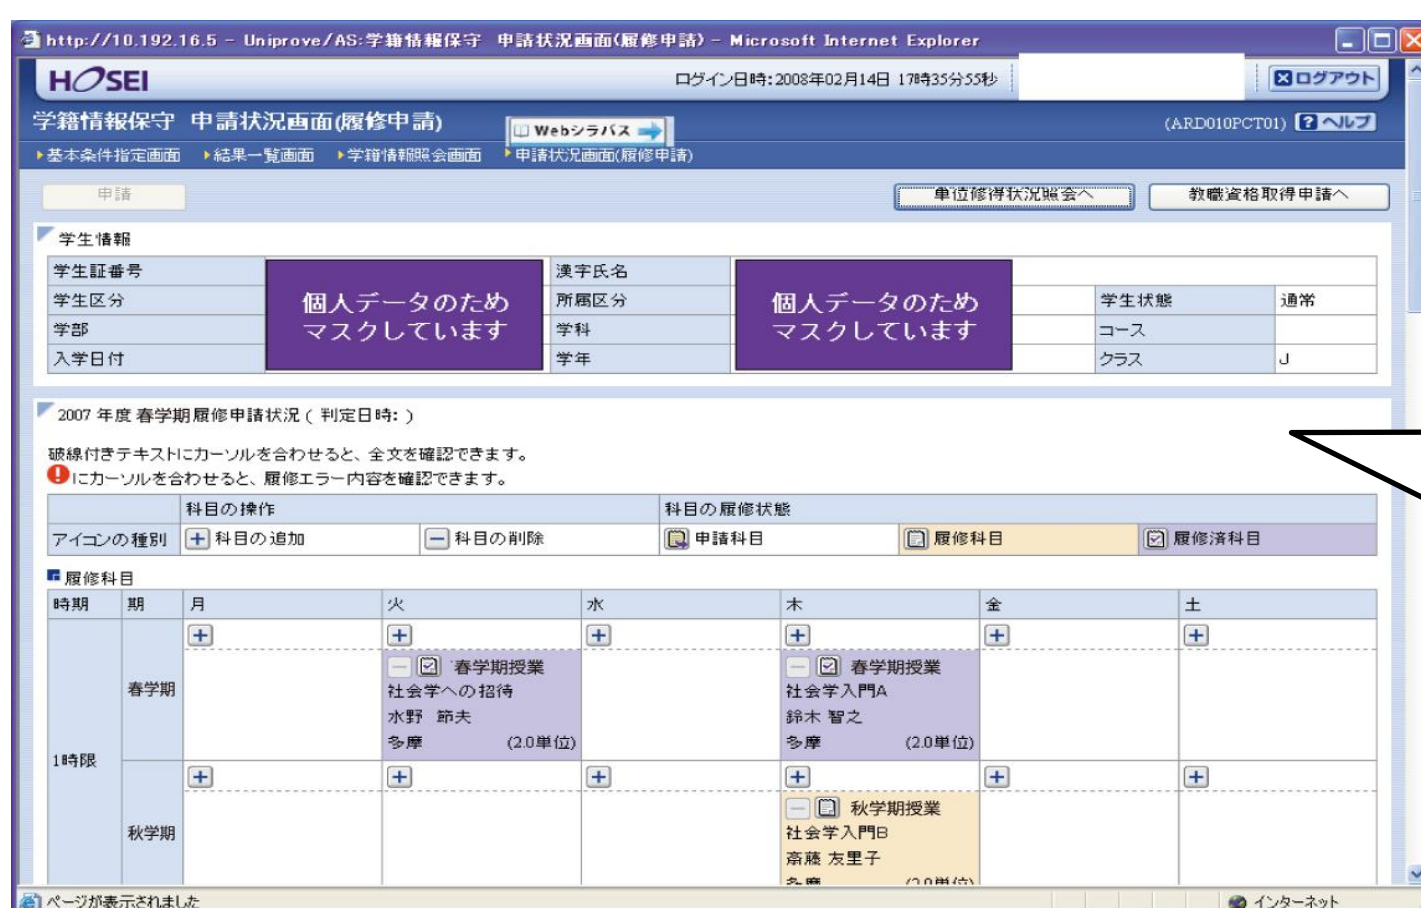 http://10.192.16.5 - Uniprove/AS:学籍情報保守 申請状況画面(履修申請) - Microsoft Internet Explorer
HOSEI
ログイン日時:2008年02月14日 17時35分55秒
ログアウト
学籍情報保守 申請状況画面(履修申請)
Webシラバス
(ARD010PCT01)
? ヘルプ
基本条件指定画面 結果一覧画面 学籍情報照会画面 申請状況画面(履修申請)
申請
単位修得状況照会へ
教職資格取得申請へ
学生情報
学生証番号
漢字氏名
学生区分
所属区分
学生状態 通常
学部
学科
コース
入学日付
学年
クラス J
個人データのため
マスクしています
個人データのため
マスクしています
2007 年度 春学期履修申請状況 ( 判定日時: )
破線付きテキストにカーソルを合わせると、全文を確認できます。
!にカーソルを合わせると、履修エラー内容を確認できます。
科目の操作 科目の履修状態
アイコンの種別 + 科目の追加 − 科目の削除 申請科目 履修科目 履修済科目
履修科目
時期 期 月 火 水 木 金 土
1時限
春学期
+ + + + + +
− 春学期授業
社会学への招待
水野 節夫
多摩 (2.0単位)
− 春学期授業
社会学入門A
鈴木 智之
多摩 (2.0単位)
秋学期
+ + + + + +
− 秋学期授業
社会学入門B
斎藤 友里子
多摩 (2.0単位)
ページが表示されました
インターネット